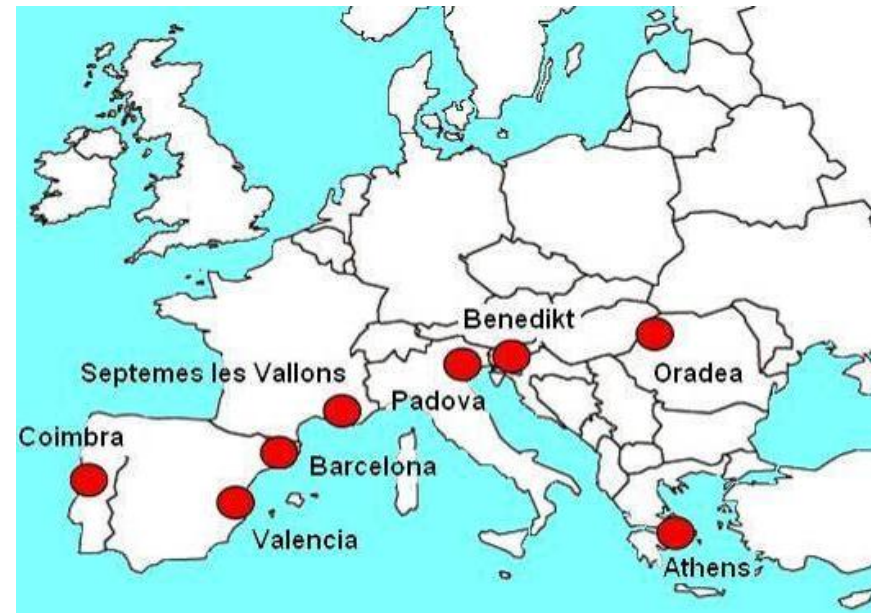 Benedikt
Septemes les Vallons
Oradea
Padova
Coimbra
Barcelona
Valencia
Athens